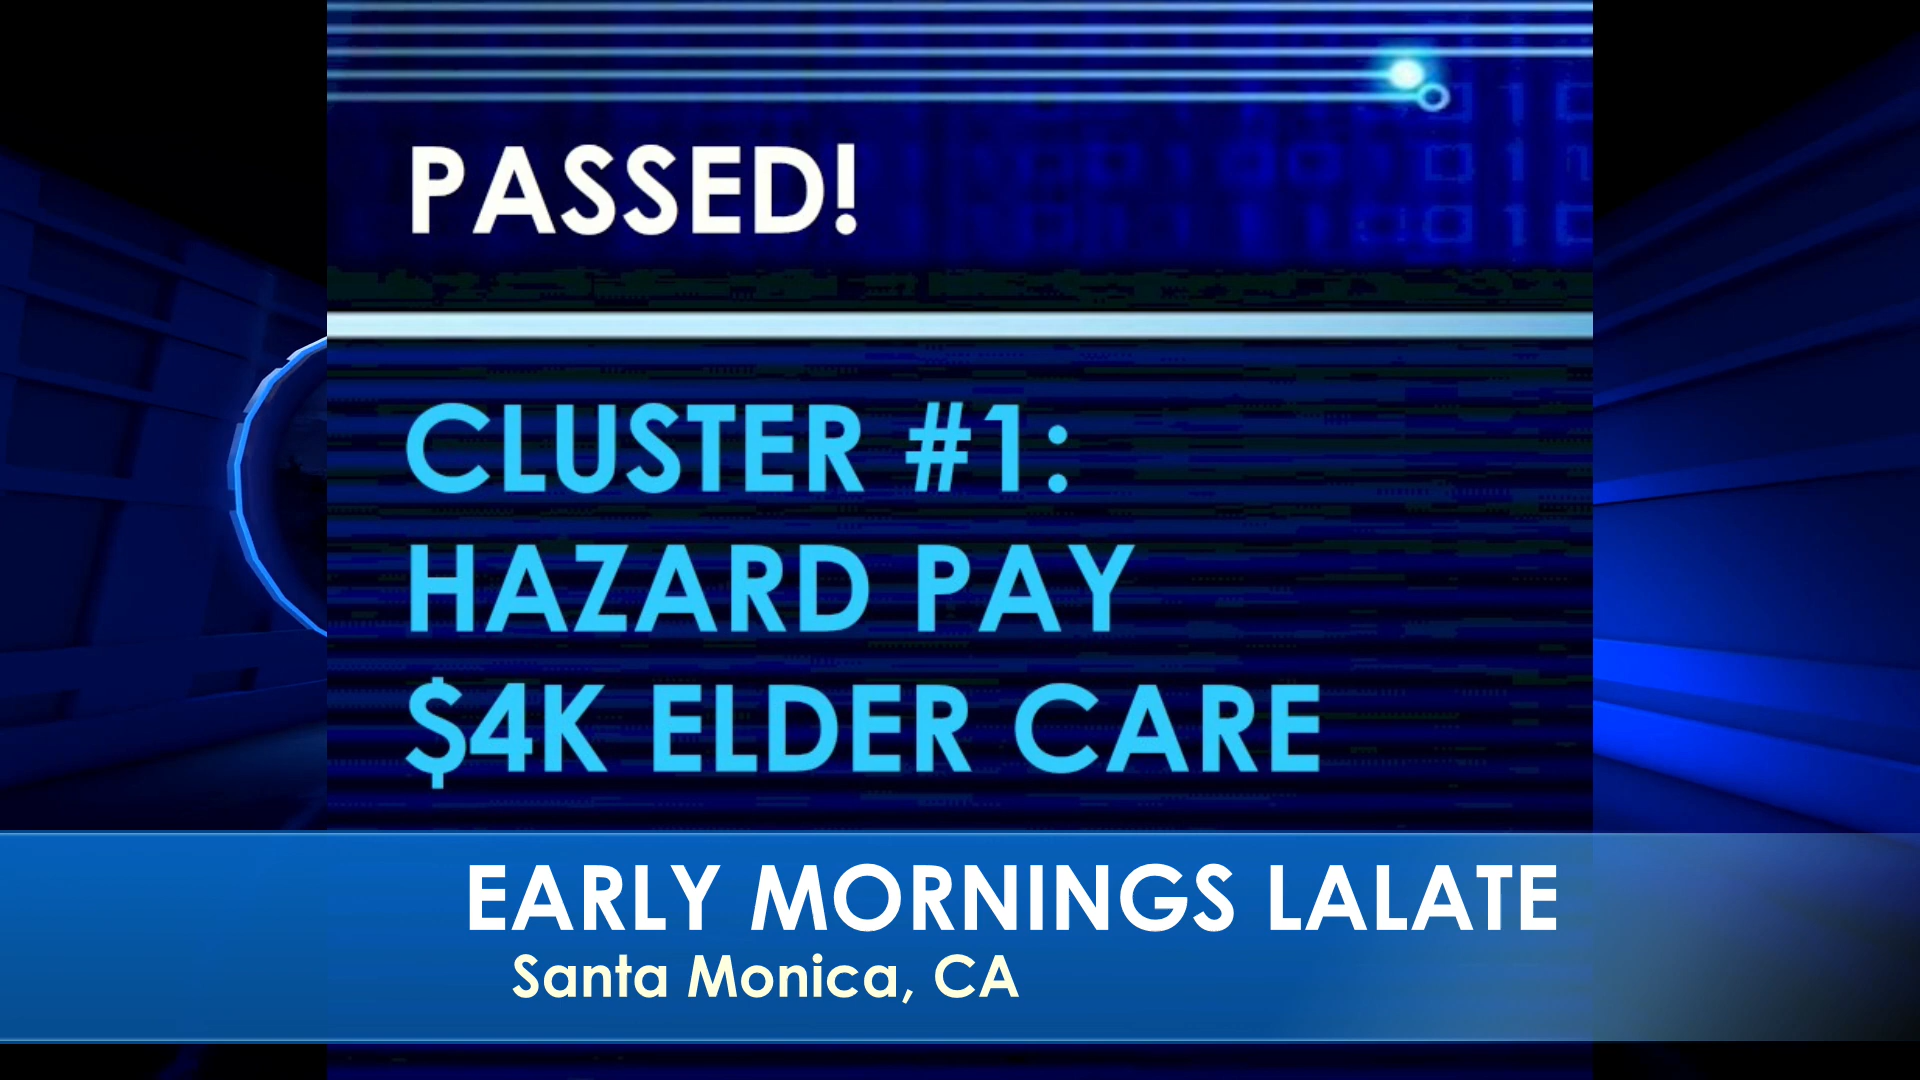 PASSED!
CLUSTER #1:
HAZARD PAY
$4K ELDER CARE
EARLY MORNINGS LALATE
Santa Monica, CA